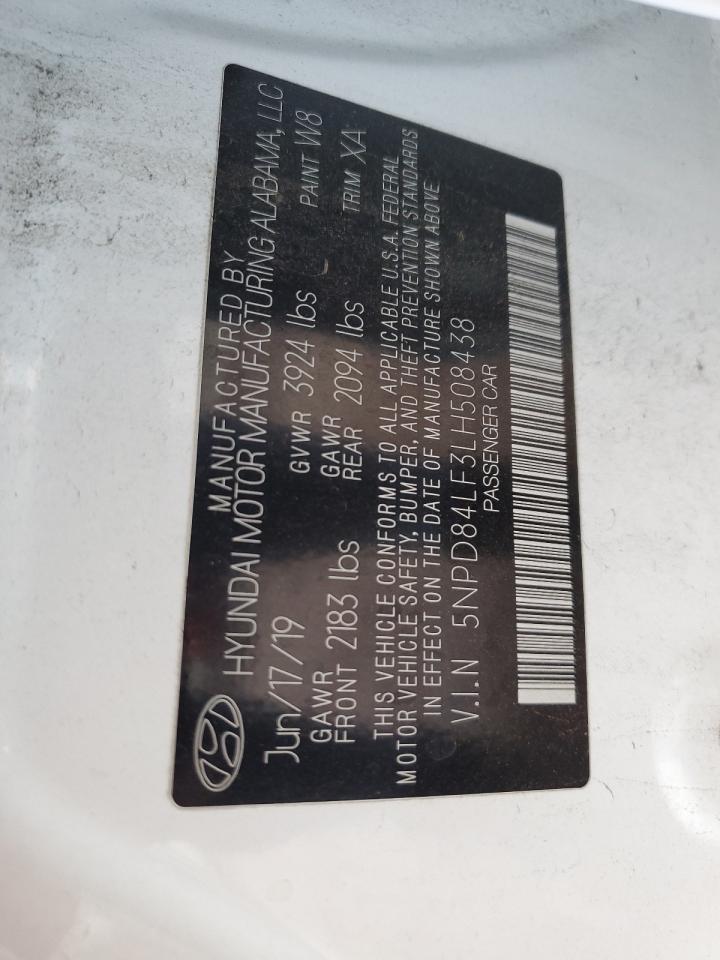 MANUFACTURED BY
HYUNDAI MOTOR MANUFACTURING ALABAMA, LLC
Jun/17/19 GVWR 3924 lbs PAINT W8
GAWR FRONT 2183 lbs GAWR REAR 2094 lbs TRIM XA
THIS VEHICLE CONFORMS TO ALL APPLICABLE U.S.A. FEDERAL
MOTOR VEHICLE SAFETY, BUMPER, AND THEFT PREVENTION STANDARDS
IN EFFECT ON THE DATE OF MANUFACTURE SHOWN ABOVE
V.I.N 5NPD84LF3LH508438
PASSENGER CAR